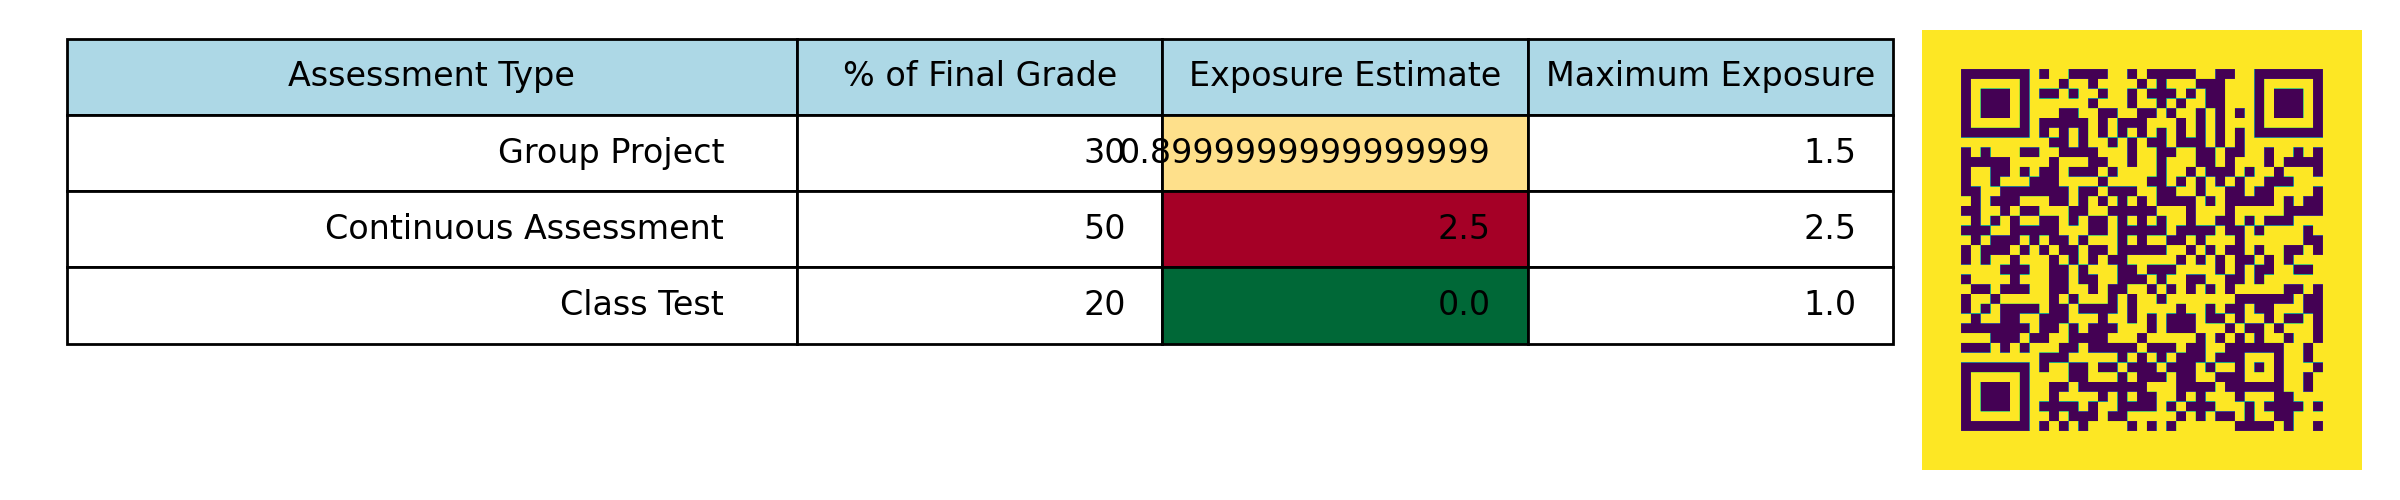 Assessment Type % of Final Grade Exposure Estimate Maximum Exposure
Group Project 30 0.8999999999999999 1.5
Continuous Assessment 50 2.5 2.5
Class Test 20 0.0 1.0